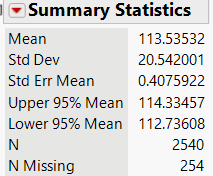 Summary Statistics
Mean 113.53532
Std Dev 20.542001
Std Err Mean 0.4075922
Upper 95% Mean 114.33457
Lower 95% Mean 112.73608
N 2540
N Missing 254